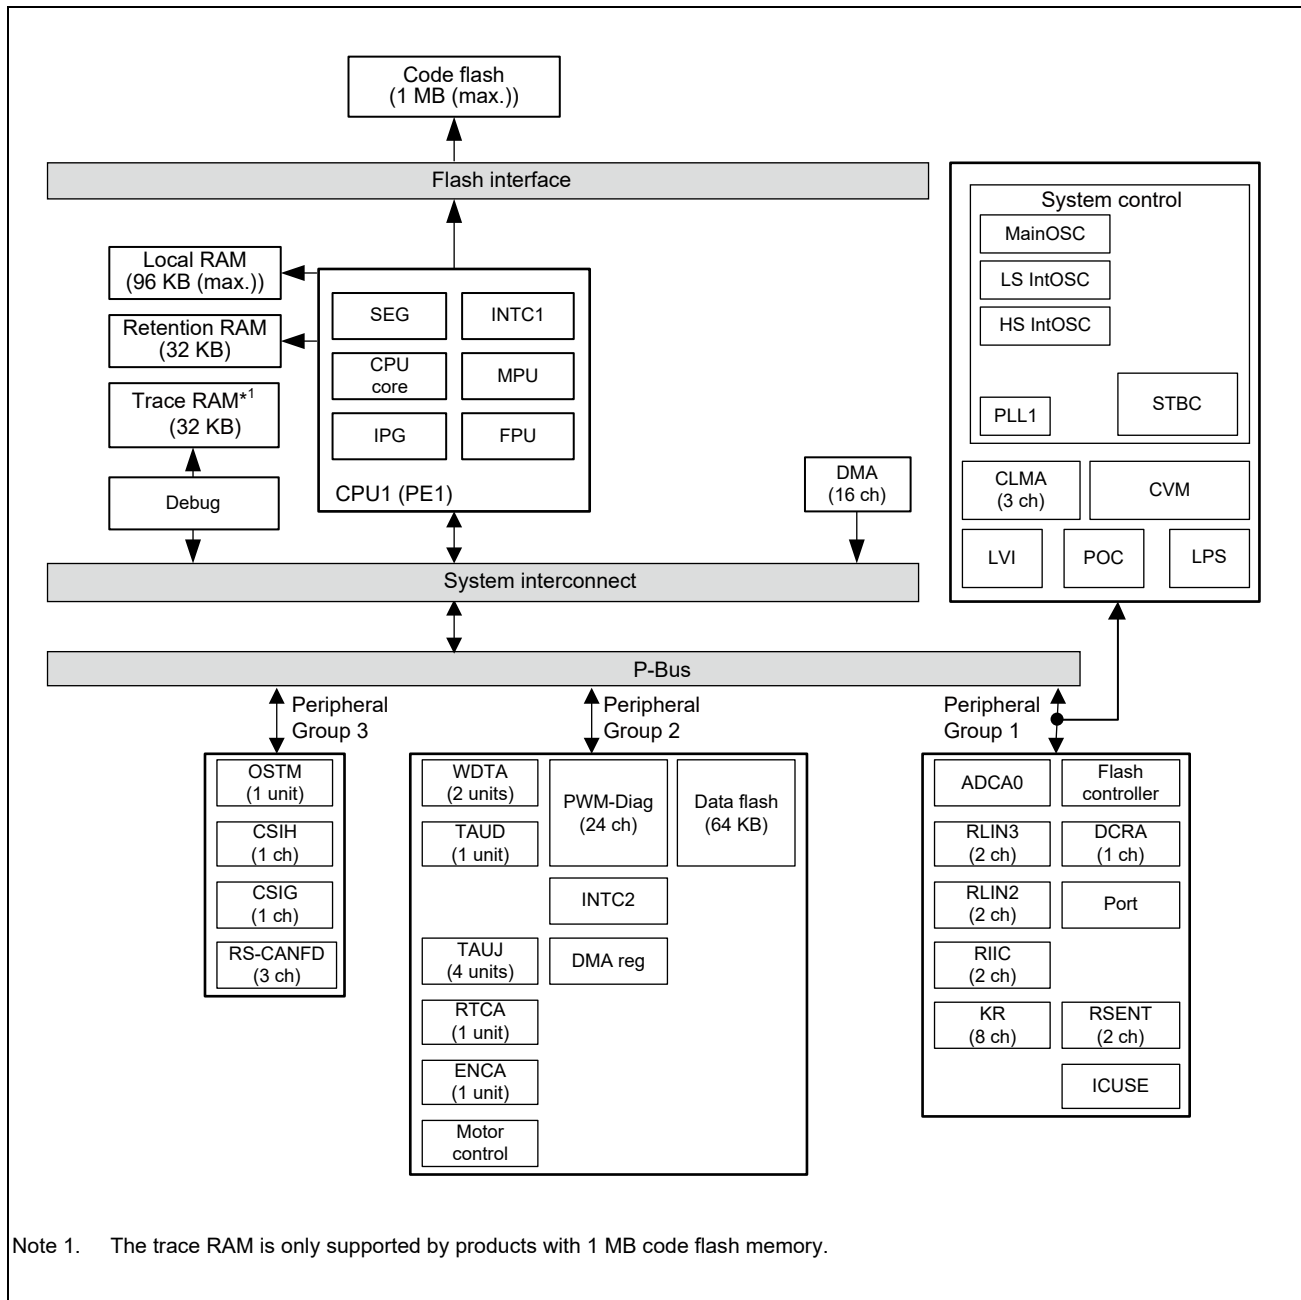 Code flash
(1 MB (max.))
Flash interface
System control
MainOSC
LS IntOSC
HS IntOSC
PLL1
STBC
CLMA
(3 ch)
CVM
LVI
POC
LPS
Local RAM
(96 KB (max.))
Retention RAM
(32 KB)
Trace RAM*1
(32 KB)
Debug
SEG
INTC1
CPU
core
MPU
IPG
FPU
CPU1 (PE1)
DMA
(16 ch)
System interconnect
P-Bus
Peripheral
Group 3
Peripheral
Group 2
Peripheral
Group 1
OSTM
(1 unit)
CSIH
(1 ch)
CSIG
(1 ch)
RS-CANFD
(3 ch)
WDTA
(2 units)
TAUD
(1 unit)
TAUJ
(4 units)
RTCA
(1 unit)
ENCA
(1 unit)
Motor
control
PWM-Diag
(24 ch)
INTC2
DMA reg
Data flash
(64 KB)
ADCA0
RLIN3
(2 ch)
RLIN2
(2 ch)
RIIC
(2 ch)
KR
(8 ch)
Flash
controller
DCRA
(1 ch)
Port
RSENT
(2 ch)
ICUSE
Note 1. The trace RAM is only supported by products with 1 MB code flash memory.